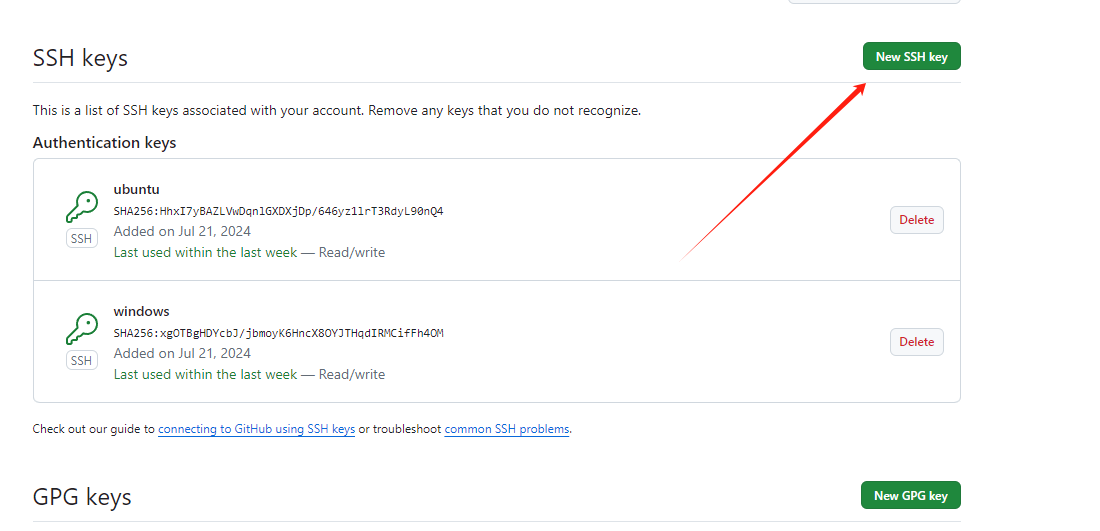 SSH keys
New SSH key
This is a list of SSH keys associated with your account. Remove any keys that you do not recognize.
Authentication keys
ubuntu
SHA256:HhxI7yBAZLVwDqnlGXDXjDp/646yz1lrT3RdyL90nQ4
Added on Jul 21, 2024
Last used within the last week — Read/write
SSH
Delete
windows
SHA256:xgOTBgHDYcbJ/jbmoyK6HncX8OYJTHqdIRMCifFh4OM
Added on Jul 21, 2024
Last used within the last week — Read/write
SSH
Delete
Check out our guide to connecting to GitHub using SSH keys or troubleshoot common SSH problems.
GPG keys
New GPG key